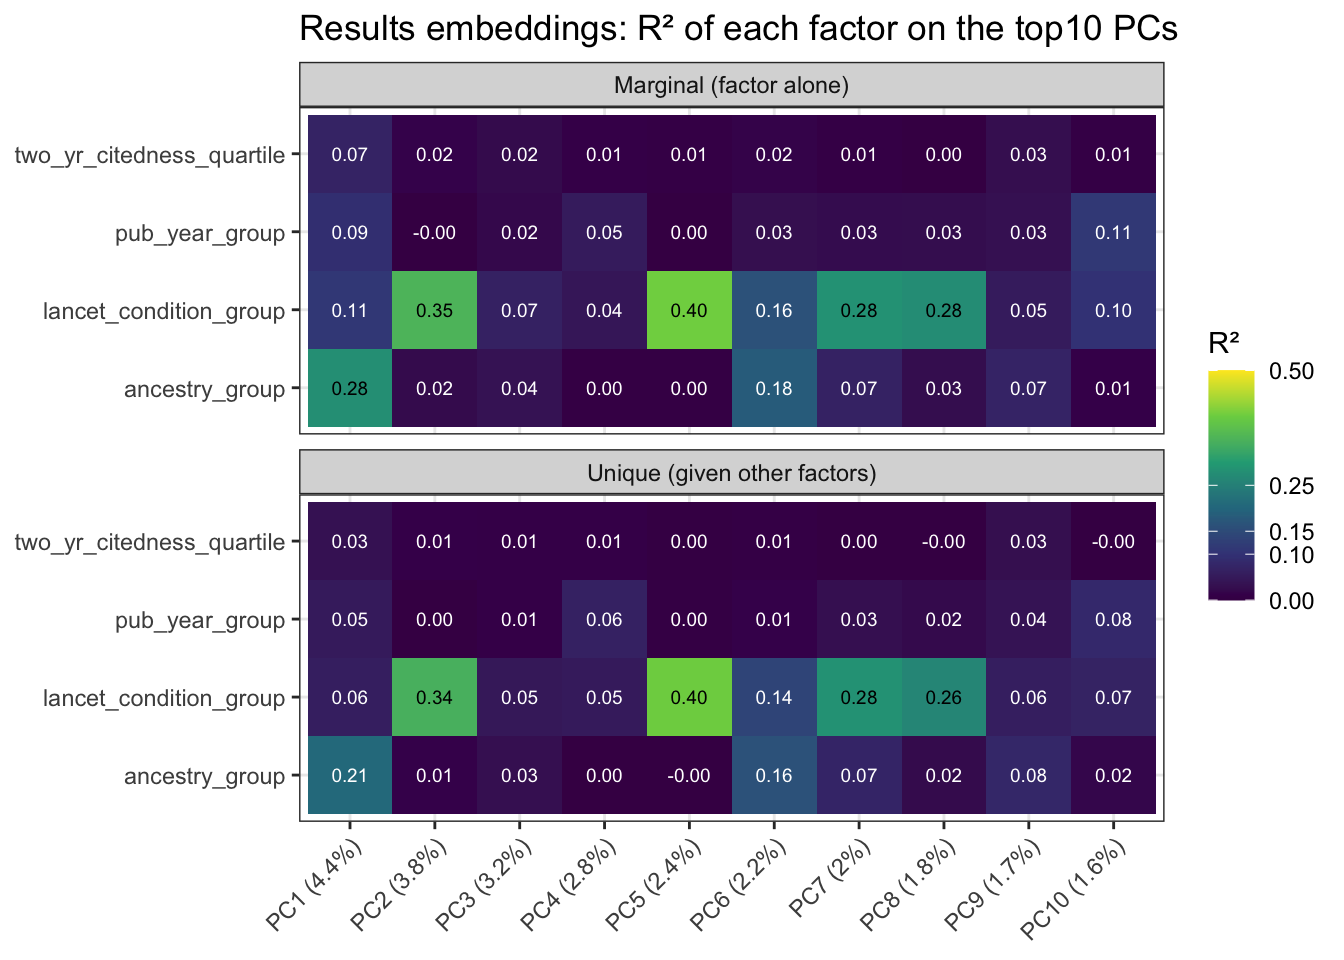 Results embeddings: R² of each factor on the top10 PCs
Marginal (factor alone)
two_yr_citedness_quartile 0.07 0.02 0.02 0.01 0.01 0.02 0.01 0.00 0.03 0.01
pub_year_group 0.09 -0.00 0.02 0.05 0.00 0.03 0.03 0.03 0.03 0.11
lancet_condition_group 0.11 0.35 0.07 0.04 0.40 0.16 0.28 0.28 0.05 0.10
ancestry_group 0.28 0.02 0.04 0.00 0.00 0.18 0.07 0.03 0.07 0.01
Unique (given other factors)
two_yr_citedness_quartile 0.03 0.01 0.01 0.01 0.00 0.01 0.00 -0.00 0.03 -0.00
pub_year_group 0.05 0.00 0.01 0.06 0.00 0.01 0.03 0.02 0.04 0.08
lancet_condition_group 0.06 0.34 0.05 0.05 0.40 0.14 0.28 0.26 0.06 0.07
ancestry_group 0.21 0.01 0.03 0.00 -0.00 0.16 0.07 0.02 0.08 0.02
PC1 (4.4%) PC2 (3.8%) PC3 (3.2%) PC4 (2.8%) PC5 (2.4%) PC6 (2.2%) PC7 (2%) PC8 (1.8%) PC9 (1.7%) PC10 (1.6%)
R²
0.50
0.25
0.15
0.10
0.00